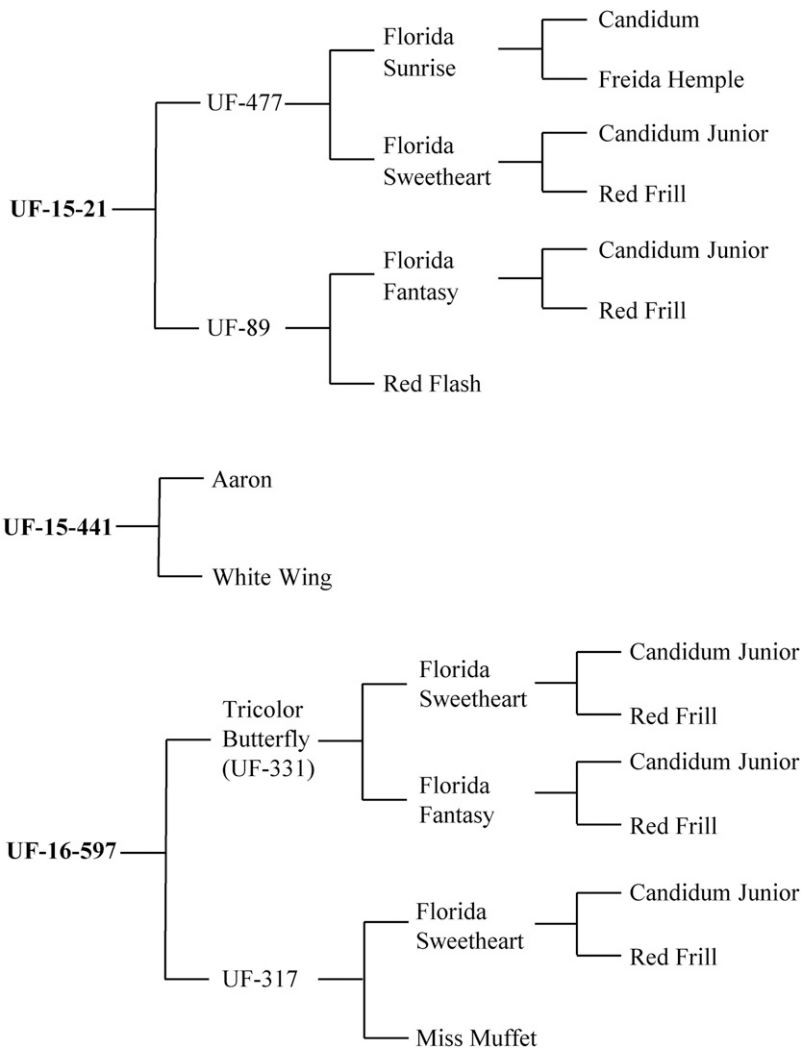 Candidum
Florida
Sunrise
Freida Hemple
UF-477
Candidum Junior
Florida
Sweetheart
Red Frill
UF-15-21
Candidum Junior
Florida
Fantasy
Red Frill
UF-89
Red Flash
Aaron
UF-15-441
White Wing
Candidum Junior
Florida
Sweetheart
Red Frill
Tricolor
Butterfly
(UF-331)
Candidum Junior
Florida
Fantasy
Red Frill
UF-16-597
Candidum Junior
Florida
Sweetheart
Red Frill
UF-317
Miss Muffet